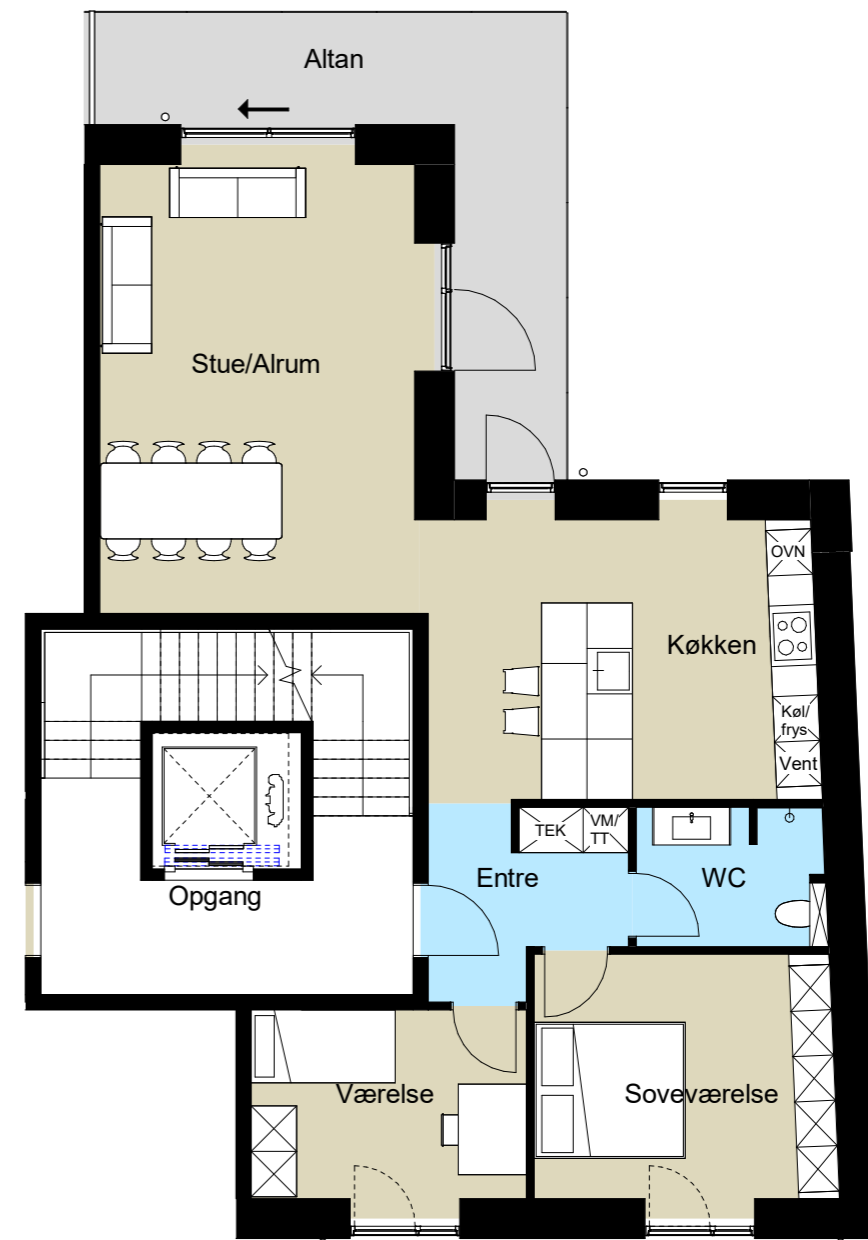 Altan
Stue/Alrum
OVN
Køkken
Køl/
frys
Vent
TEK
VM/
TT
Entre
WC
Opgang
Værelse
Soveværelse